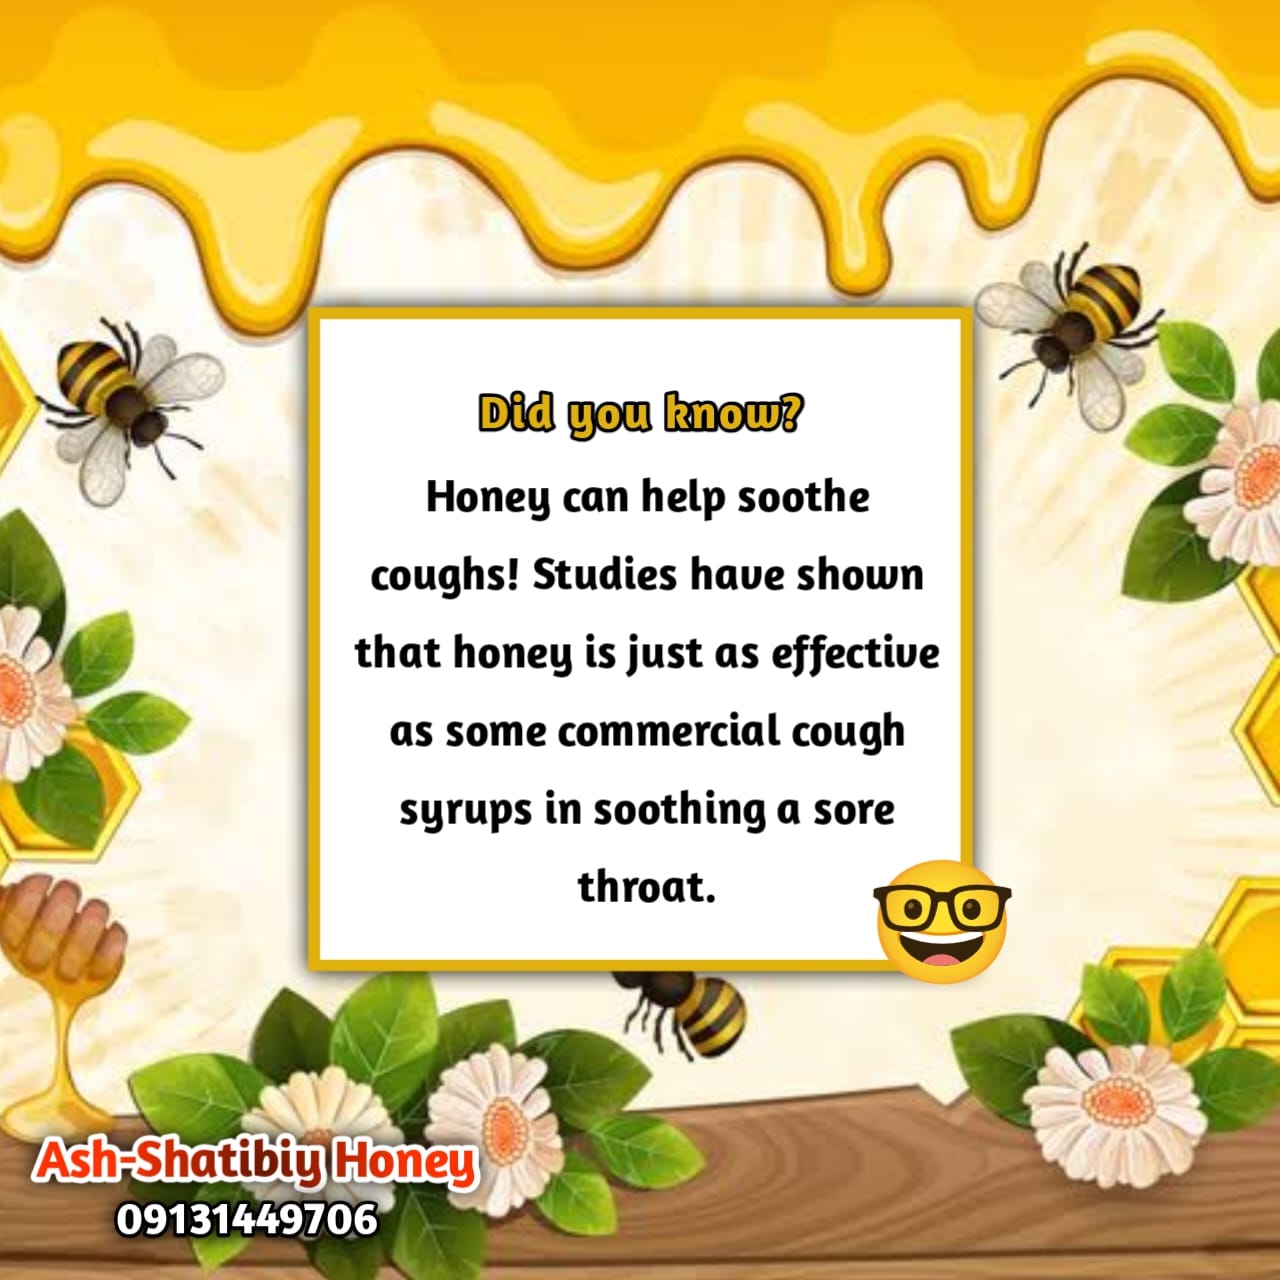 Did you know?
Honey can help soothe
coughs! Studies have shown
that honey is just as effective
as some commercial cough
syrups in soothing a sore
throat.
Ash-Shatibiy Honey
09131449706